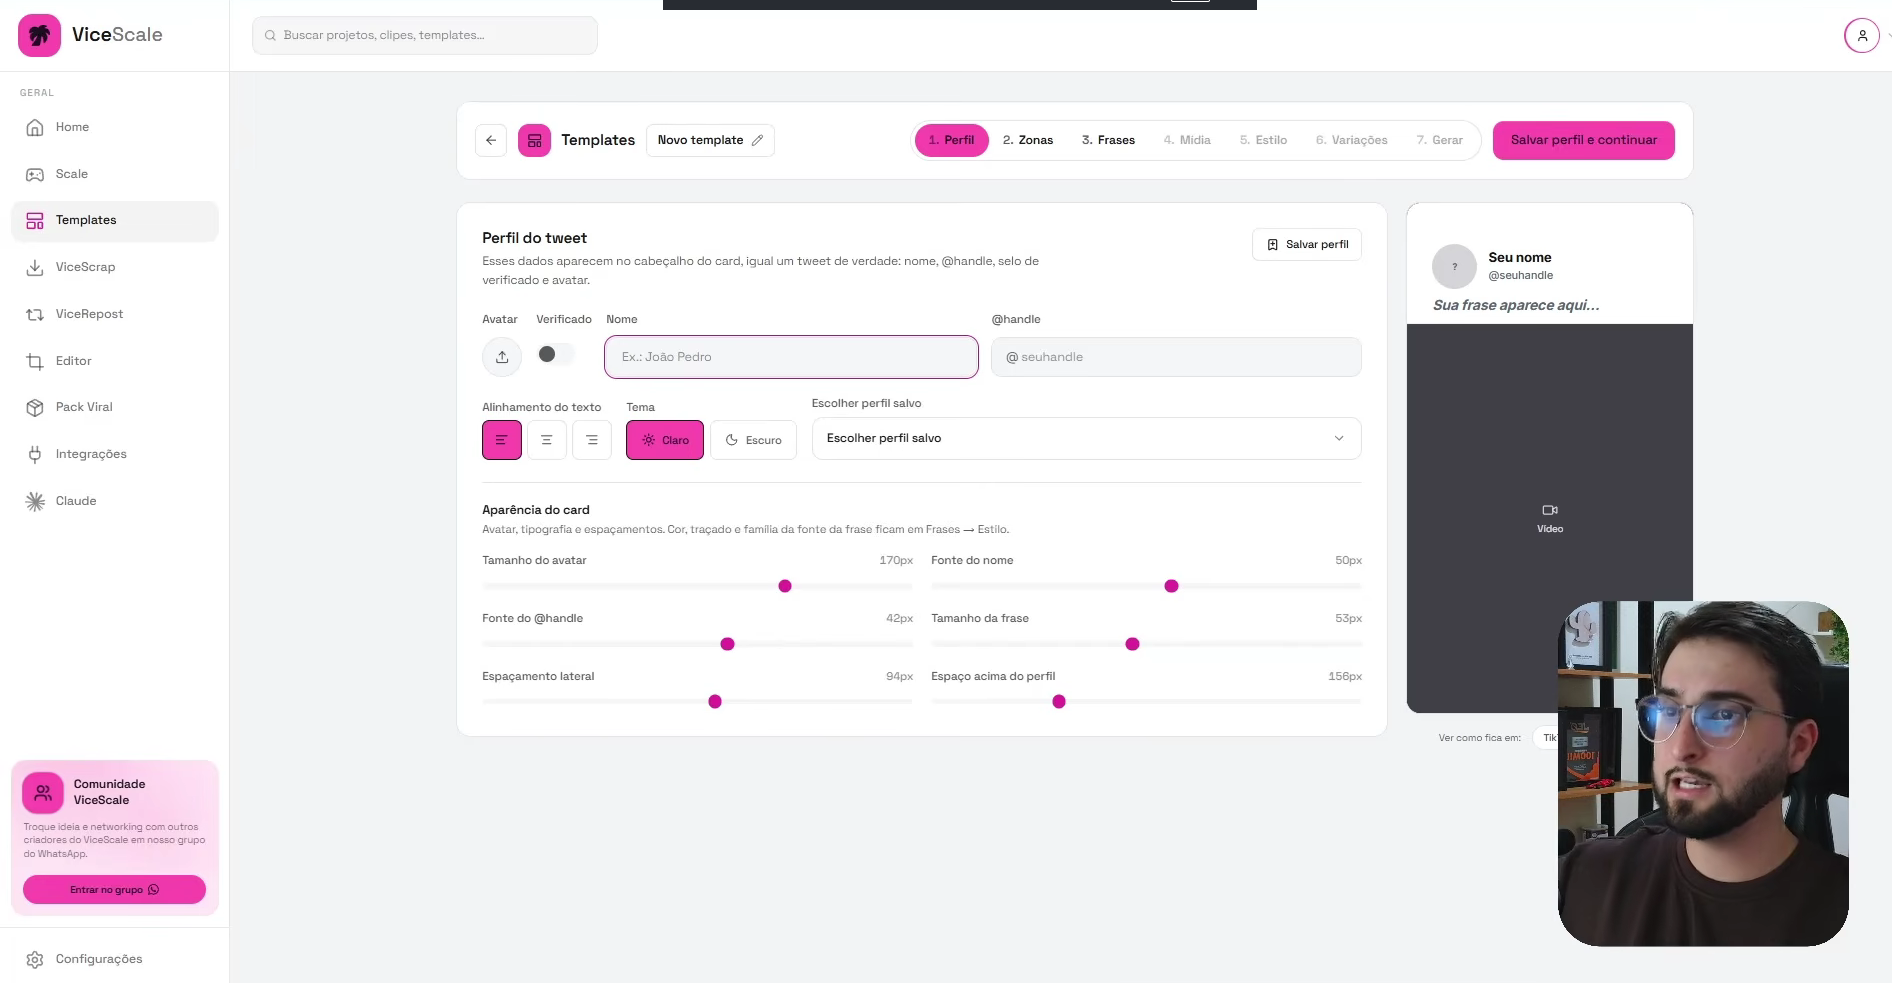 ViceScale
Buscar projetos, clipes, templates...
GERAL
Home
Scale
Templates
ViceScrap
ViceRepost
Editor
Pack Viral
Integrações
Claude
Comunidade
ViceScale
Troque ideia e networking com outros
criadores do ViceScale em nosso grupo
do WhatsApp.
Entrar no grupo
Configurações
Templates
Novo template
1. Perfil
2. Zonas
3. Frases
4. Mídia
5. Estilo
6. Variações
7. Gerar
Salvar perfil e continuar
Perfil do tweet
Esses dados aparecem no cabeçalho do card, igual um tweet de verdade: nome, @handle, selo de
verificado e avatar.
Salvar perfil
Avatar
Verificado
Nome
@handle
Ex.: João Pedro
@ seuhandle
Alinhamento do texto
Tema
Escolher perfil salvo
Claro
Escuro
Escolher perfil salvo
Aparência do card
Avatar, tipografia e espaçamentos. Cor, traçado e família da fonte da frase ficam em Frases → Estilo.
Tamanho do avatar 170px
Fonte do nome 50px
Fonte do @handle 42px
Tamanho da frase 53px
Espaçamento lateral 94px
Espaço acima do perfil 156px
?
Seu nome
@seuhandle
Sua frase aparece aqui...
Vídeo
Ver como fica em: